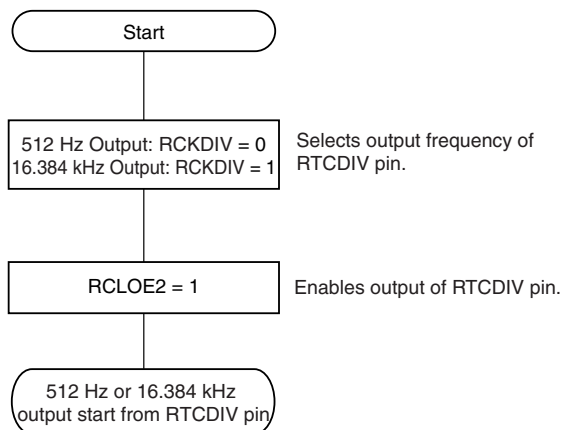 Start
512 Hz Output: RCKDIV = 0
16.384 kHz Output: RCKDIV = 1
Selects output frequency of
RTCDIV pin.
RCLOE2 = 1
Enables output of RTCDIV pin.
512 Hz or 16.384 kHz
output start from RTCDIV pin